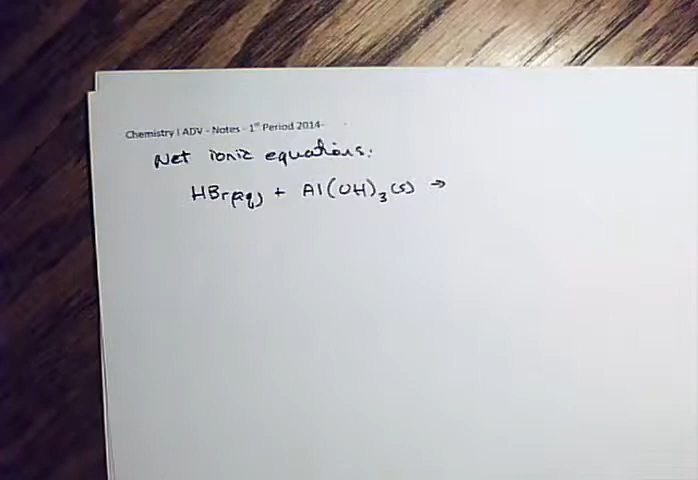 Chemistry I ADV - Notes - 1st Period 2014-
Net ionic equations:
HBr(aq) + Al(OH)3(s) →